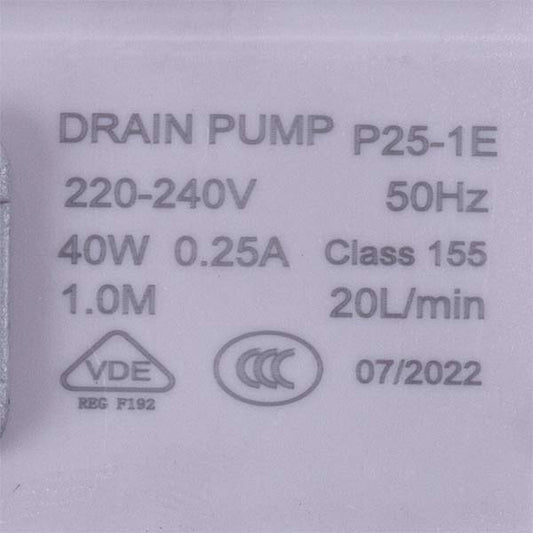 DRAIN PUMP P25-1E
220-240V 50Hz
40W 0.25A Class 155
1.0M 20L/min
VDE CCC 07/2022
REG F192